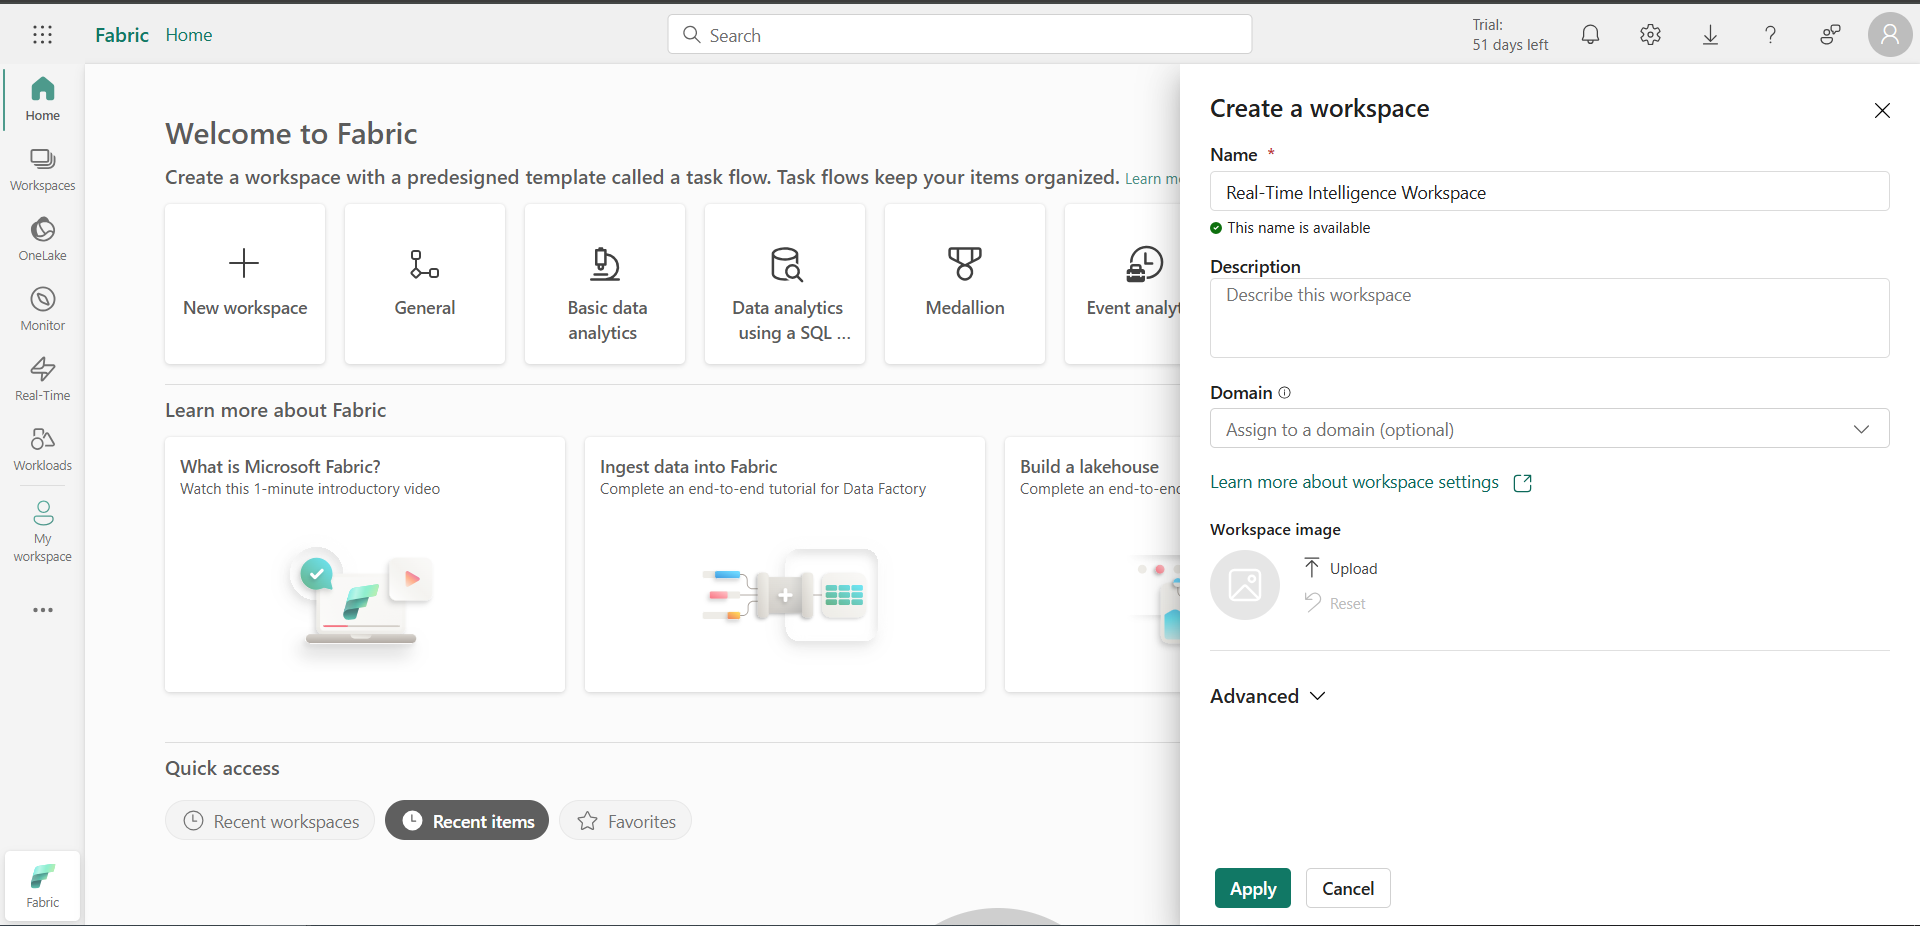 Fabric Home
Search
Trial:
51 days left
Home
Workspaces
OneLake
Monitor
Real-Time
Workloads
My
workspace
Fabric
Welcome to Fabric
Create a workspace with a predesigned template called a task flow. Task flows keep your items organized. Learn m
New workspace
General
Basic data
analytics
Data analytics
using a SQL ...
Medallion
Event analyt
Learn more about Fabric
What is Microsoft Fabric?
Watch this 1-minute introductory video
Ingest data into Fabric
Complete an end-to-end tutorial for Data Factory
Build a lakehouse
Complete an end-to-end
Quick access
Recent workspaces
Recent items
Favorites
Create a workspace
Name *
Real-Time Intelligence Workspace
This name is available
Description
Describe this workspace
Domain
Assign to a domain (optional)
Learn more about workspace settings
Workspace image
Upload
Reset
Advanced
Apply
Cancel